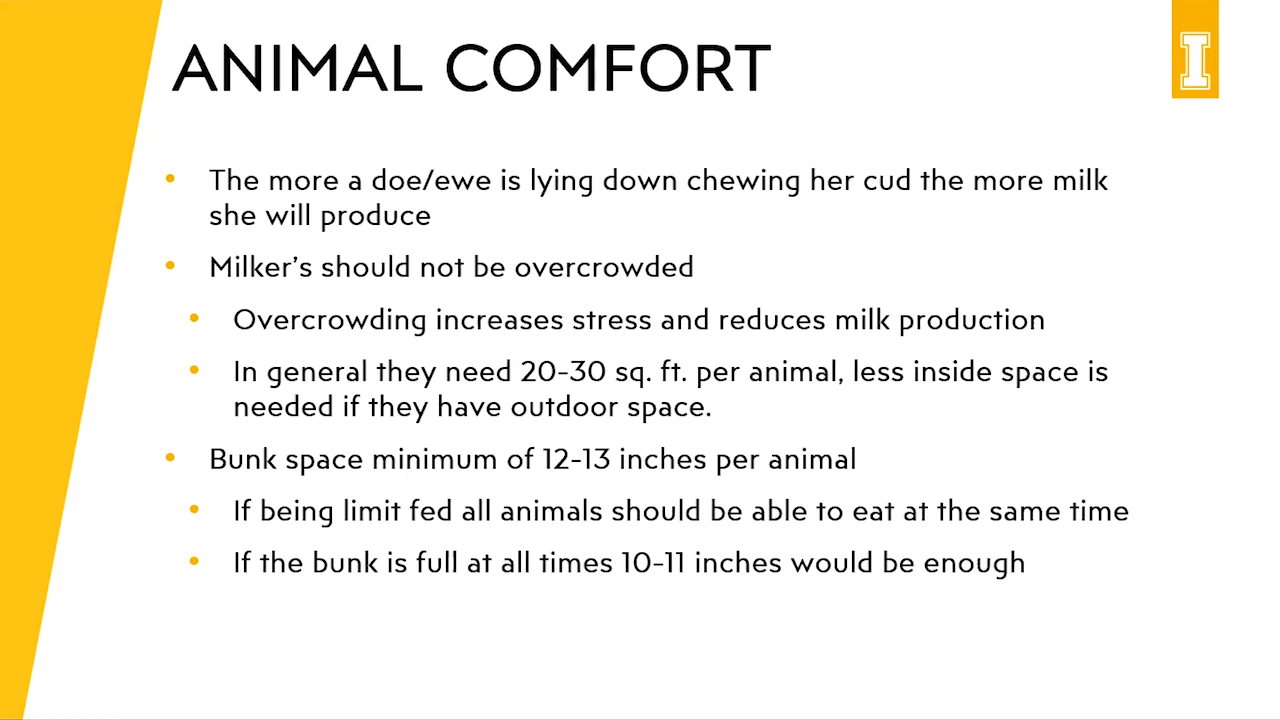 ANIMAL COMFORT
I
• The more a doe/ewe is lying down chewing her cud the more milk
she will produce
• Milker's should not be overcrowded
• Overcrowding increases stress and reduces milk production
• In general they need 20-30 sq. ft. per animal, less inside space is
needed if they have outdoor space.
• Bunk space minimum of 12-13 inches per animal
• If being limit fed all animals should be able to eat at the same time
• If the bunk is full at all times 10-11 inches would be enough